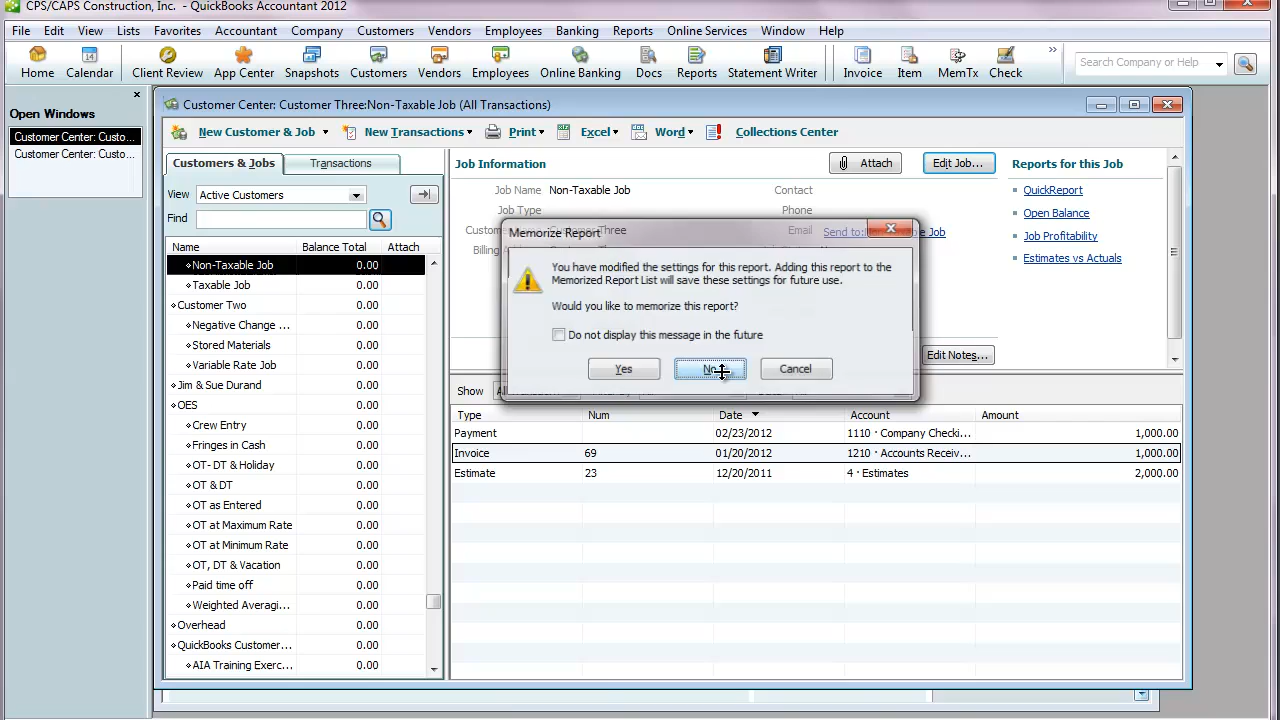 CPS/CAPS Construction, Inc. - QuickBooks Accountant 2012
File Edit View Lists Favorites Accountant Company Customers Vendors Employees Banking Reports Online Services Window Help
Home Calendar Client Review App Center Snapshots Customers Vendors Employees Online Banking Docs Reports Statement Writer Invoice Item MemTx Check
Search Company or Help
Open Windows
Customer Center: Custo...
Customer Center: Custo...
Customer Center: Customer Three:Non-Taxable Job (All Transactions)
New Customer & Job New Transactions Print Excel Word Collections Center
Customers & Jobs Transactions
View Active Customers
Find
Name Balance Total Attach
Non-Taxable Job 0.00
Taxable Job 0.00
Customer Two 0.00
Negative Change ... 0.00
Stored Materials 0.00
Variable Rate Job 0.00
Jim & Sue Durand 0.00
OES 0.00
Crew Entry 0.00
Fringes in Cash 0.00
OT- DT & Holiday 0.00
OT & DT 0.00
OT as Entered 0.00
OT at Maximum Rate 0.00
OT at Minimum Rate 0.00
OT, DT & Vacation 0.00
Paid time off 0.00
Weighted Averagi... 0.00
Overhead 0.00
QuickBooks Customer... 0.00
AIA Training Exerc... 0.00
Job Information
Attach Edit Job...
Job Name Non-Taxable Job Contact
Job Type Phone
Three Email
Billing
Reports for this Job
QuickReport
Open Balance
Job Profitability
Estimates vs Actuals
Memorize Report
You have modified the settings for this report. Adding this report to the
Memorized Report List will save these settings for future use.
Would you like to memorize this report?
Do not display this message in the future
Yes No Cancel
Edit Notes...
Show
Type Num Date Account Amount
Payment 02/23/2012 1110 · Company Checki... 1,000.00
Invoice 69 01/20/2012 1210 · Accounts Receiv... 1,000.00
Estimate 23 12/20/2011 4 · Estimates 2,000.00